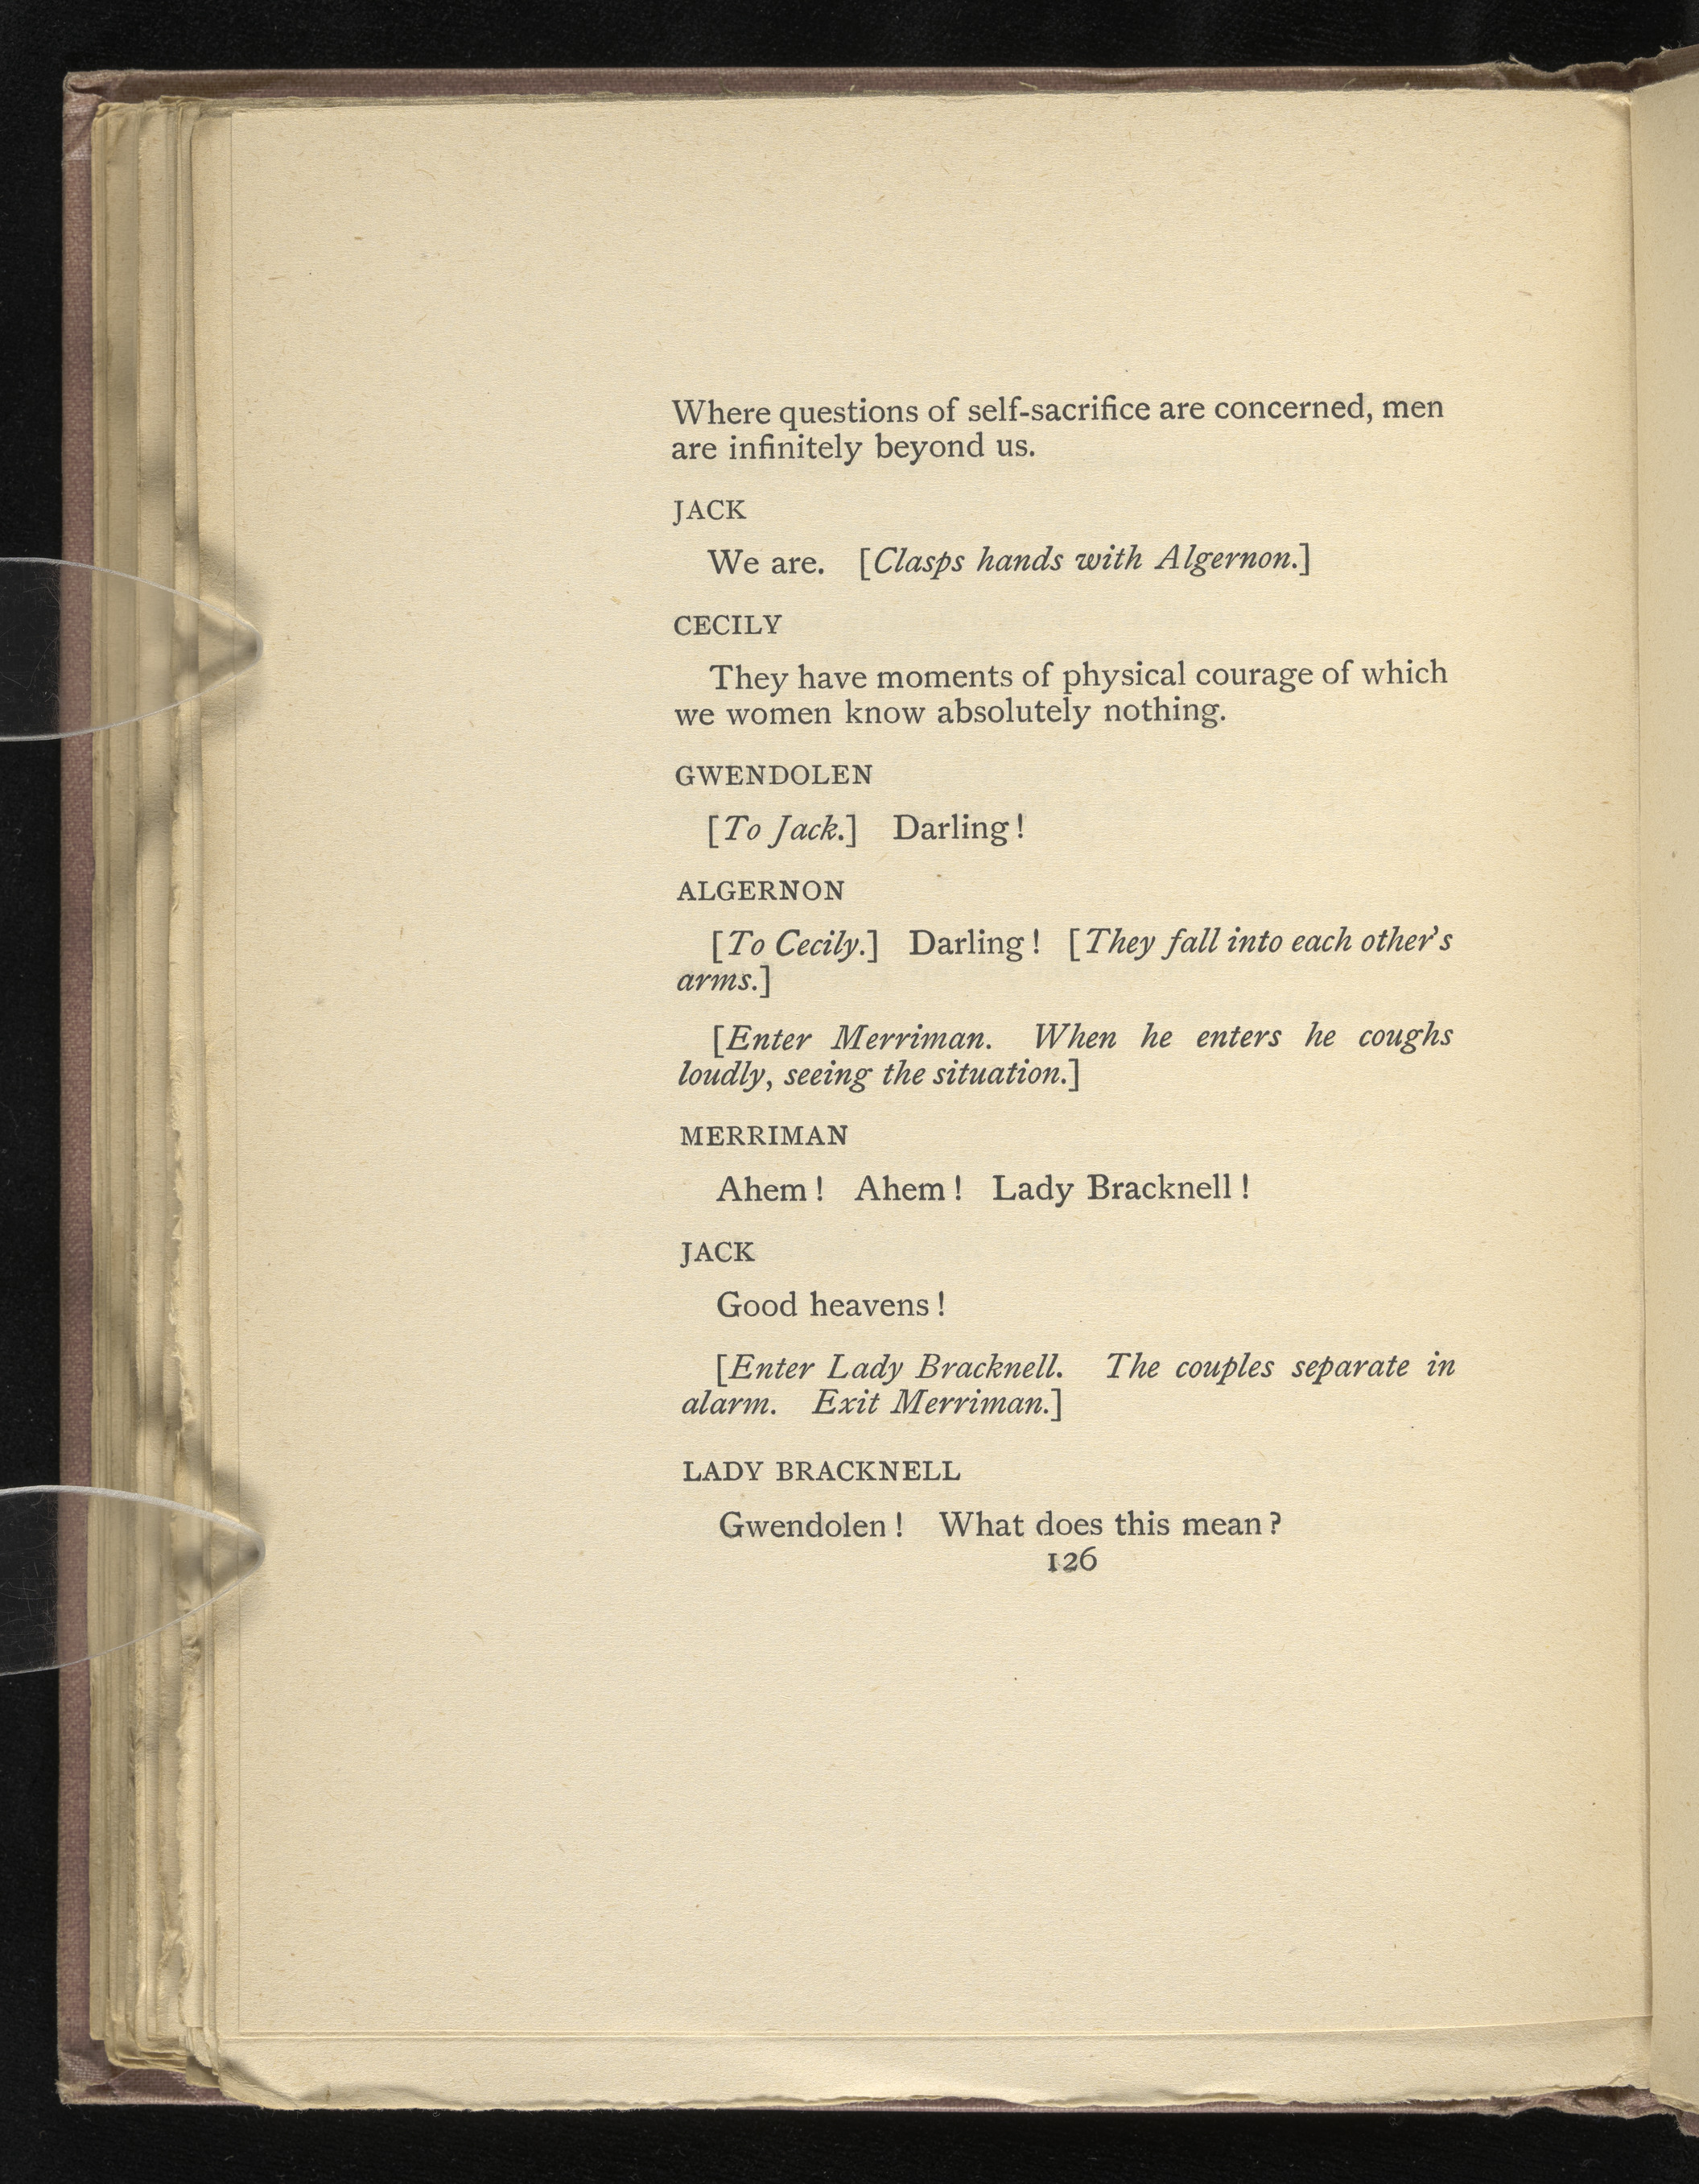 Where questions of self-sacrifice are concerned, men
are infinitely beyond us.
JACK
We are. [Clasps hands with Algernon.]
CECILY
They have moments of physical courage of which
we women know absolutely nothing.
GWENDOLEN
[To Jack.] Darling!
ALGERNON
[To Cecily.] Darling! [They fall into each other's
arms.]
[Enter Merriman. When he enters he coughs
loudly, seeing the situation.]
MERRIMAN
Ahem! Ahem! Lady Bracknell!
JACK
Good heavens!
[Enter Lady Bracknell. The couples separate in
alarm. Exit Merriman.]
LADY BRACKNELL
Gwendolen! What does this mean?
126